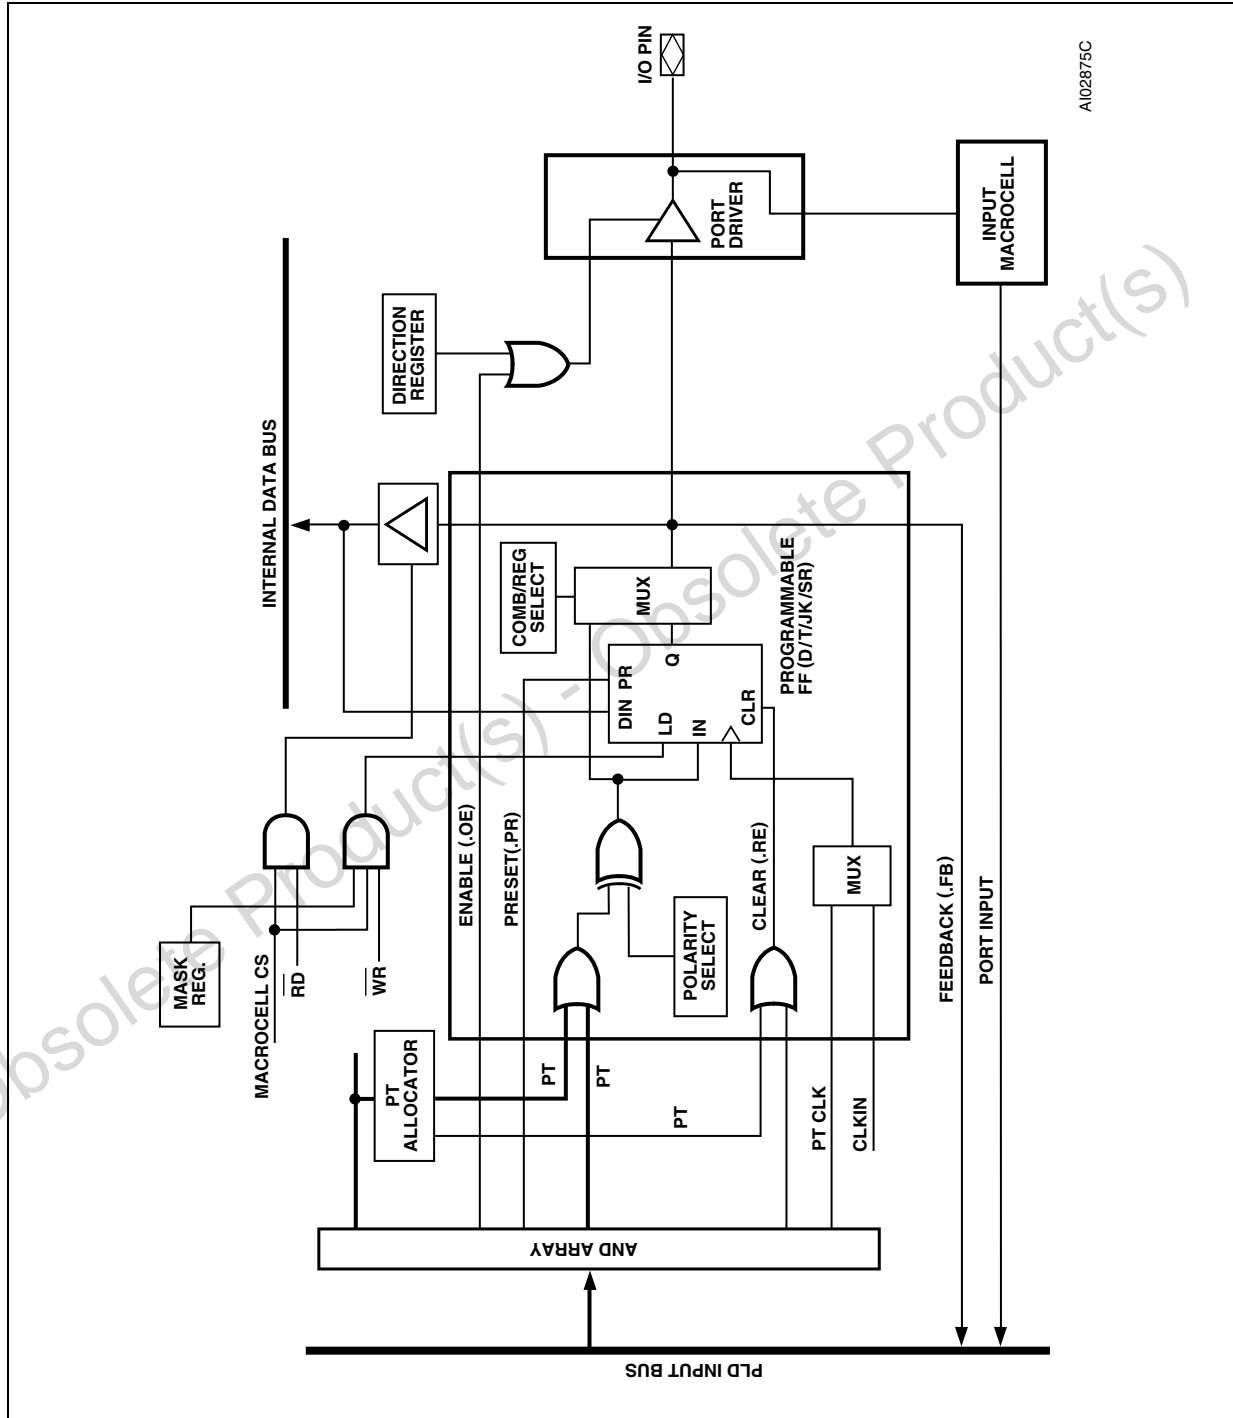 MASK
REG.
MACROCELL CS
RD
WR
INTERNAL DATA BUS
DIRECTION
REGISTER
I/O PIN
AI02875C
PT
ALLOCATOR
ENABLE (.OE)
PRESET(.PR)
COMB/REG
SELECT
PORT
DRIVER
PT
PT
PT
MUX
DIN PR
LD
Q
IN
CLR
PROGRAMMABLE
FF (D/T/JK/SR)
POLARITY
SELECT
CLEAR (.RE)
MUX
PT CLK
CLKIN
INPUT
MACROCELL
FEEDBACK (.FB)
PORT INPUT
AND ARRAY
PLD INPUT BUS
Obsolete Product(s) - Obsolete Product(s)